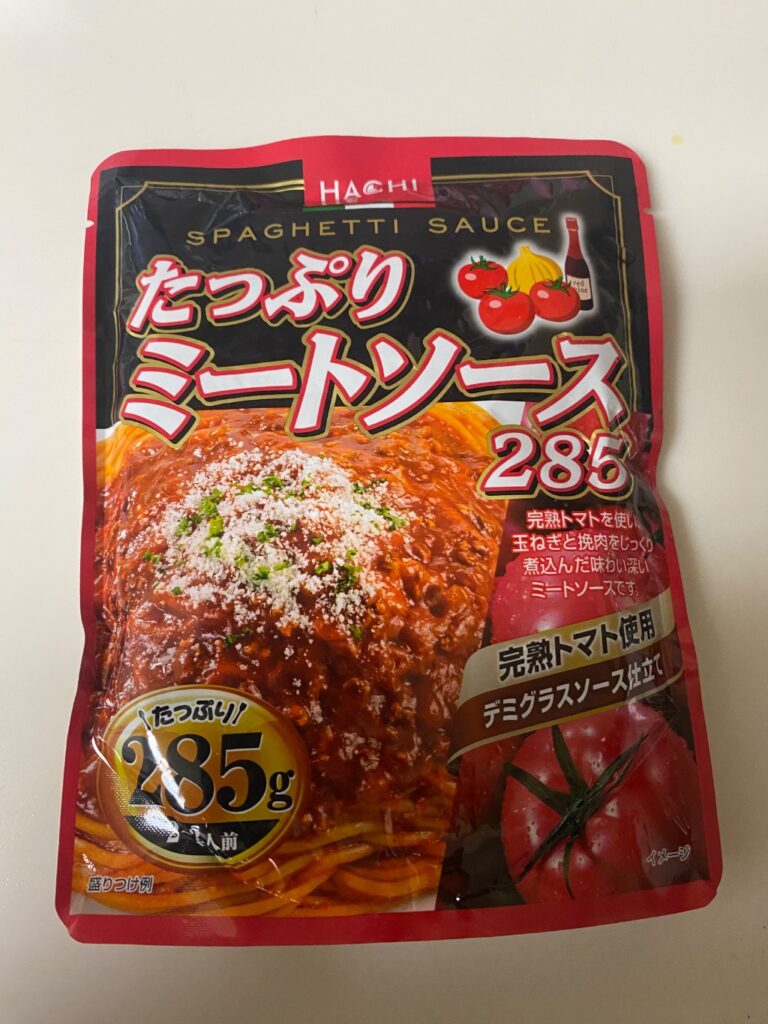 HACHI
SPAGHETTI SAUCE
たっぷり
ミートソース
285
red
完熟トマトを使い、
玉ねぎと挽肉をじっくり
煮込んだ味わい深い
ミートソースです。
完熟トマト使用
デミグラスソース仕立て
たっぷり!
285g
人前
盛りつけ例
イメージ